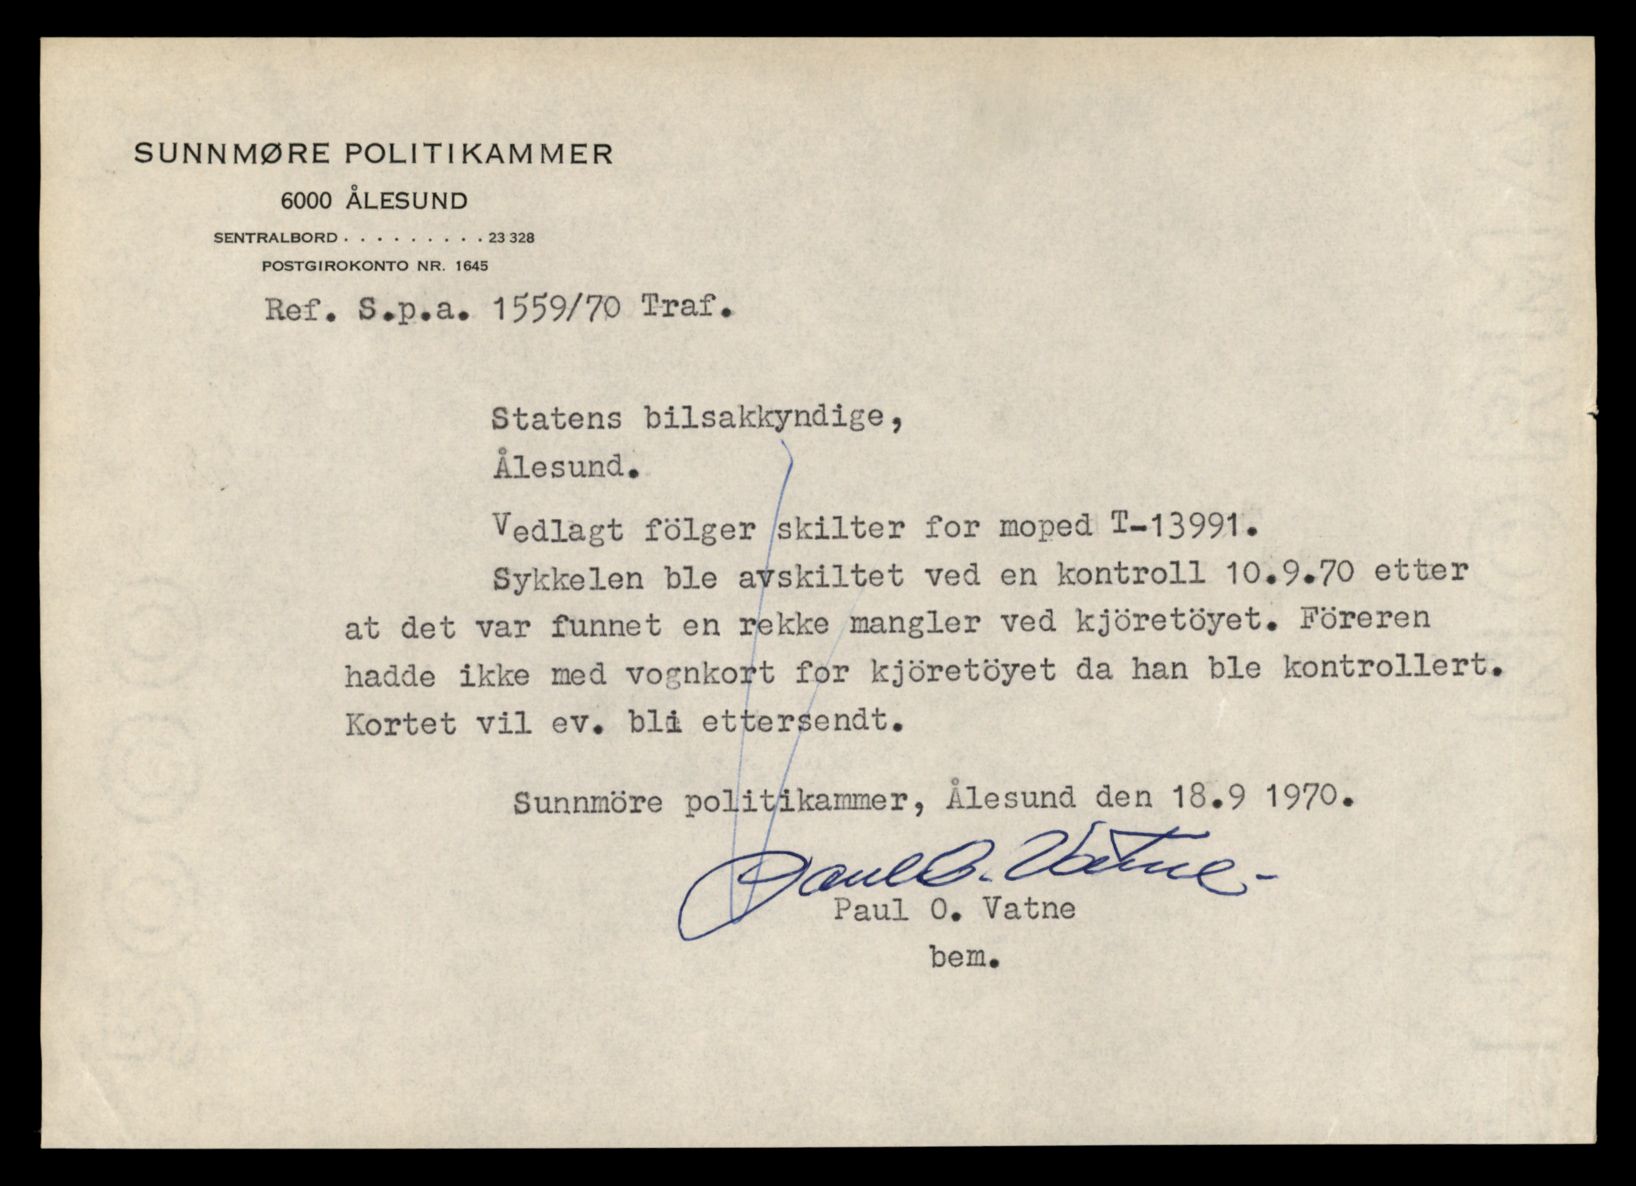 SUNNMØRE POLITIKAMMER
6000 ÅLESUND
SENTRALBORD . . . . . . . . . 23 328
POSTGIROKONTO NR. 1645
Ref. S.p.a. 1559/70 Traf.
Statens bilsakkyndige,
Ålesund.
Vedlagt fölger skilter for moped T-13991.
Sykkelen ble avskiltet ved en kontroll 10.9.70 etter
at det var funnet en rekke mangler ved kjöretöyet. Föreren
hadde ikke med vognkort for kjöretöyet da han ble kontrollert.
Kortet vil ev. bli ettersendt.
Sunnmöre politikammer, Ålesund den 18.9 1970.
Paul O. Vatne
Paul O. Vatne
bem.